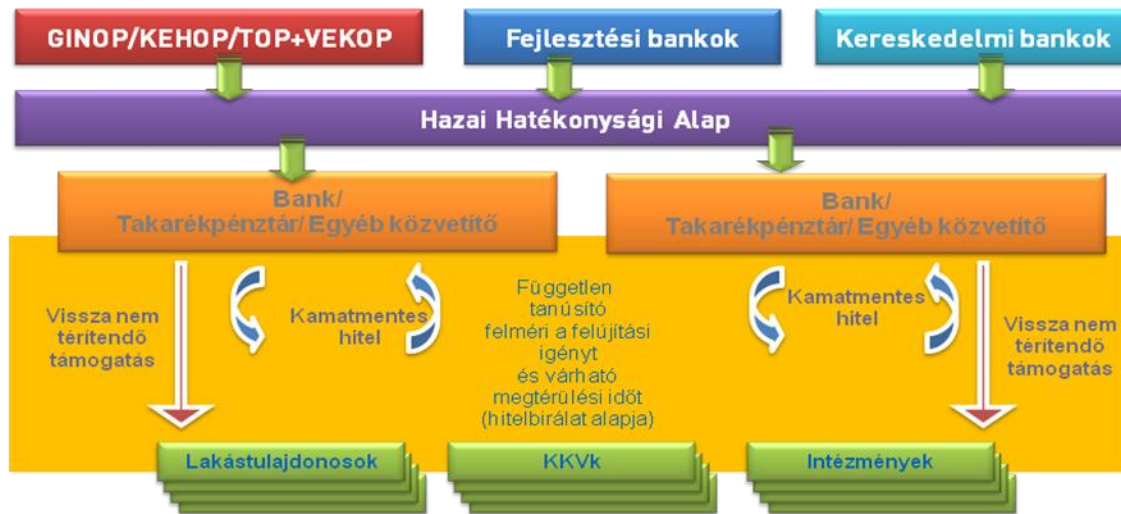 GINOP/KEHOP/TOP+VEKOP
Fejlesztési bankok
Kereskedelmi bankok
Hazai Hatékonysági Alap
Bank/
Takarékpénztár/ Egyéb közvetítő
Bank/
Takarékpénztár/ Egyéb közvetítő
Vissza nem
térítendő
támogatás
Kamatmentes
hitel
Független
tanúsító
felméri a felújítási
igényt
és várható
megtérülési időt
(hitelbirálat alapja)
Kamatmentes
hitel
Vissza nem
térítendő
támogatás
Lakástulajdonosok
KKVk
Intézmények